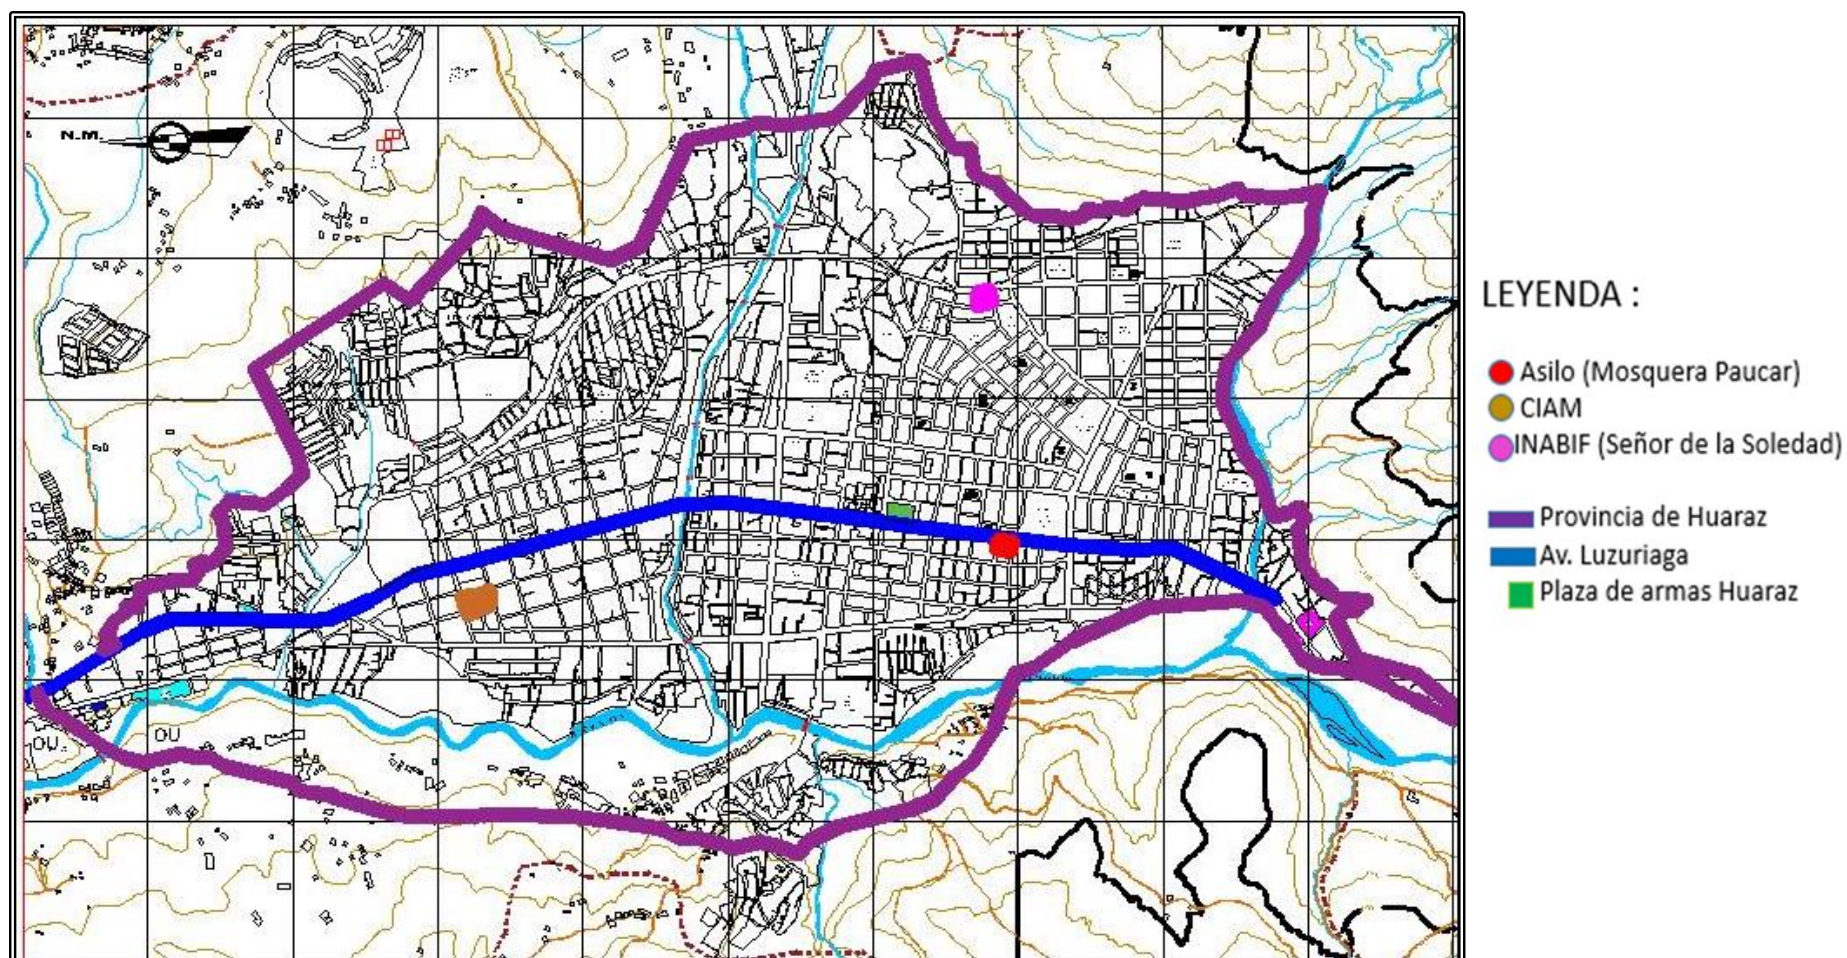 N.M.
OU.
OU
LEYENDA :
Asilo (Mosquera Paucar)
CIAM
INABIF (Señor de la Soledad)
Provincia de Huaraz
Av. Luzuriaga
Plaza de armas Huaraz